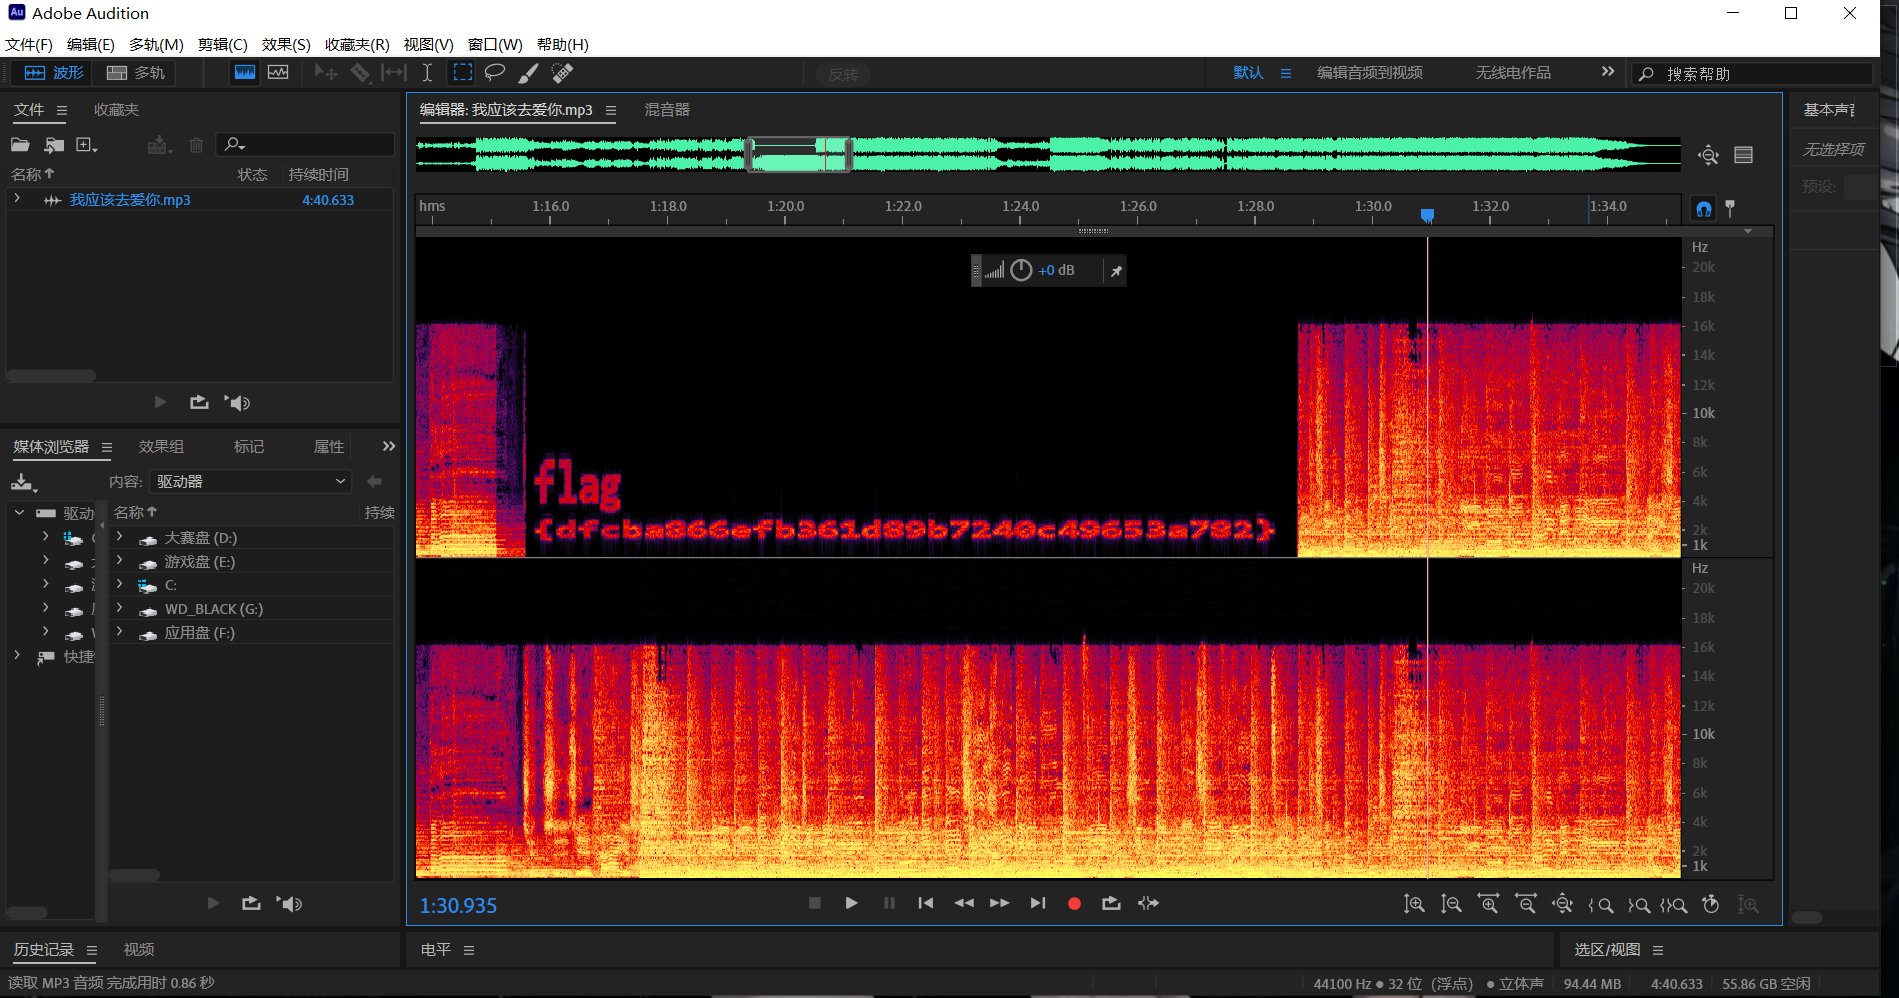 Au Adobe Audition
文件(F) 编辑(E) 多轨(M) 剪辑(C) 效果(S) 收藏夹(R) 视图(V) 窗口(W) 帮助(H)
波形 多轨 反转 默认 编辑音频到视频 无线电作品 搜索帮助
文件 收藏夹
名称 状态 持续时间
我应该去爱你.mp3 4:40.633
媒体浏览器 效果组 标记 属性
内容: 驱动器
驱动 名称 持续
大赛盘 (D:)
游戏盘 (E:)
C:
WD_BLACK (G:)
应用盘 (F:)
快捷
历史记录 视频
读取 MP3 音频 完成用时 0.86 秒
编辑器: 我应该去爱你.mp3 混音器
hms 1:16.0 1:18.0 1:20.0 1:22.0 1:24.0 1:26.0 1:28.0 1:30.0 1:32.0 1:34.0
+0 dB
flag
{dfcba866efb361d89b7240c49653a782}
Hz
20k
18k
16k
14k
12k
10k
8k
6k
4k
2k
1k
Hz
20k
18k
16k
14k
12k
10k
8k
6k
4k
2k
1k
1:30.935
电平
选区/视图
44100 Hz ● 32 位 (浮点) ● 立体声 94.44 MB 4:40.633 55.86 GB 空闲
基本声
无选择项
预设: